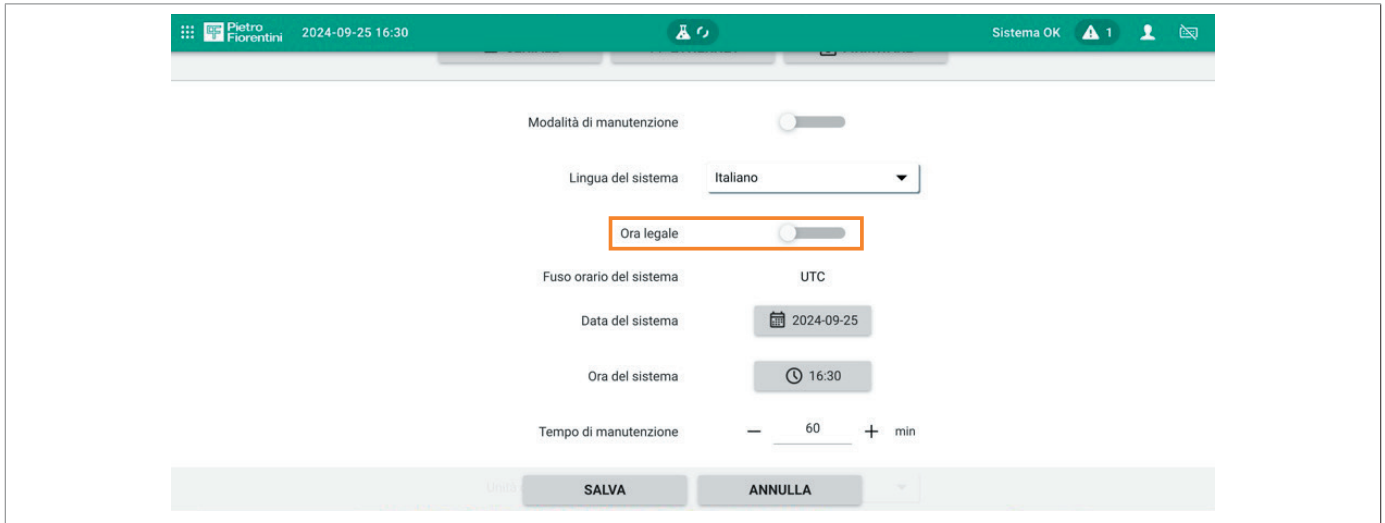 Pietro
Fiorentini
2024-09-25 16:30
Sistema OK
1
Modalità di manutenzione
Lingua del sistema
Italiano
Ora legale
Fuso orario del sistema
UTC
Data del sistema
2024-09-25
Ora del sistema
16:30
Tempo di manutenzione
60
min
Unità
SALVA
ANNULLA